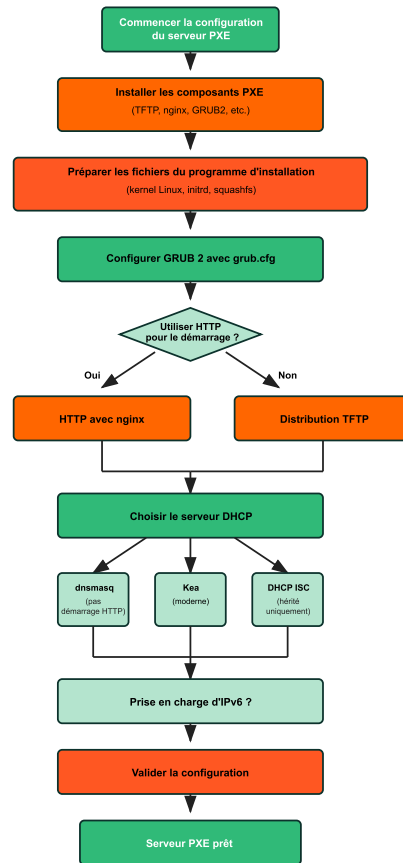 Commencer la configuration
du serveur PXE
Installer les composants PXE
(TFTP, nginx, GRUB2, etc.)
Préparer les fichiers du programme d'installation
(kernel Linux, initrd, squashfs)
Configurer GRUB 2 avec grub.cfg
Utiliser HTTP
pour le démarrage ?
Oui
Non
HTTP avec nginx
Distribution TFTP
Choisir le serveur DHCP
dnsmasq
(pas
démarrage HTTP)
Kea
(moderne)
DHCP ISC
(hérité
uniquement)
Prise en charge d'IPv6 ?
Valider la configuration
Serveur PXE prêt